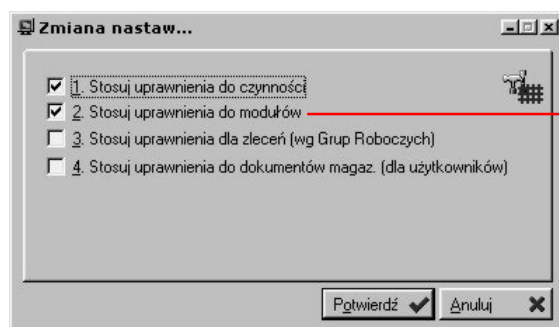 Zmiana nastaw...
1. Stosuj uprawnienia do czynności
2. Stosuj uprawnienia do modułów
3. Stosuj uprawnienia dla zleceń (wg Grup Roboczych)
4. Stosuj uprawnienia do dokumentów magaz. (dla użytkowników)
Potwierdź Anuluj